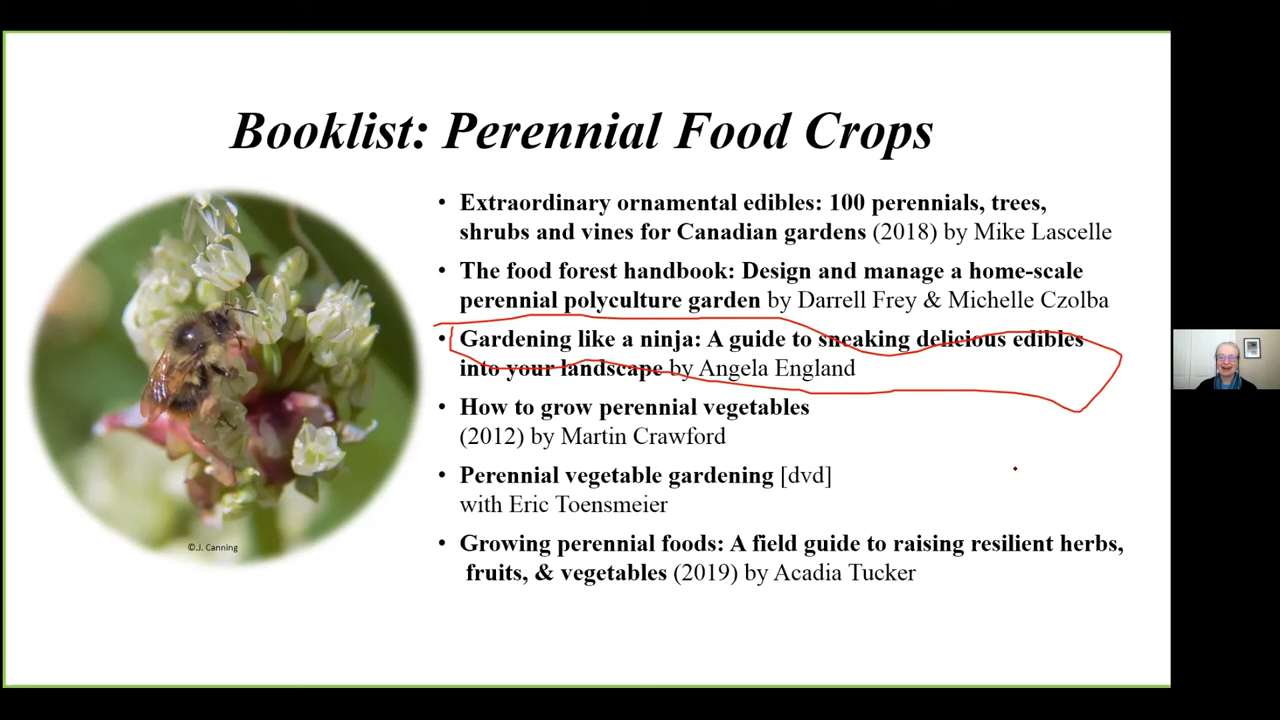 Booklist: Perennial Food Crops
• Extraordinary ornamental edibles: 100 perennials, trees,
shrubs and vines for Canadian gardens (2018) by Mike Lascelle
• The food forest handbook: Design and manage a home-scale
perennial polyculture garden by Darrell Frey & Michelle Czolba
• Gardening like a ninja: A guide to sneaking delicious edibles
into your landscape by Angela England
• How to grow perennial vegetables
(2012) by Martin Crawford
• Perennial vegetable gardening [dvd]
with Eric Toensmeier
• Growing perennial foods: A field guide to raising resilient herbs,
fruits, & vegetables (2019) by Acadia Tucker
©J. Canning